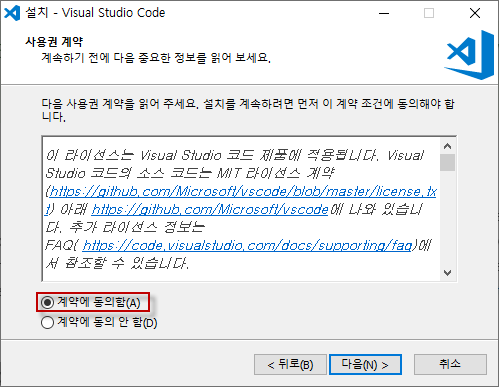 설치 - Visual Studio Code
사용권 계약
계속하기 전에 다음 중요한 정보를 읽어 보세요.
다음 사용권 계약을 읽어 주세요. 설치를 계속하려면 먼저 이 계약 조건에 동의해야 합
니다.
이 라이선스는 Visual Studio 코드 제품에 적용됩니다. Visual
Studio 코드의 소스 코드는 MIT 라이선스 계약
(https://github.com/Microsoft/vscode/blob/master/license.tx
t) 아래 https://github.com/Microsoft/vscode에 나와 있습니
다. 추가 라이선스 정보는
FAQ( https://code.visualstudio.com/docs/supporting/faq)에
서 참조할 수 있습니다.
계약에 동의함(A)
계약에 동의 안 함(D)
< 뒤로(B)
다음(N) >
취소